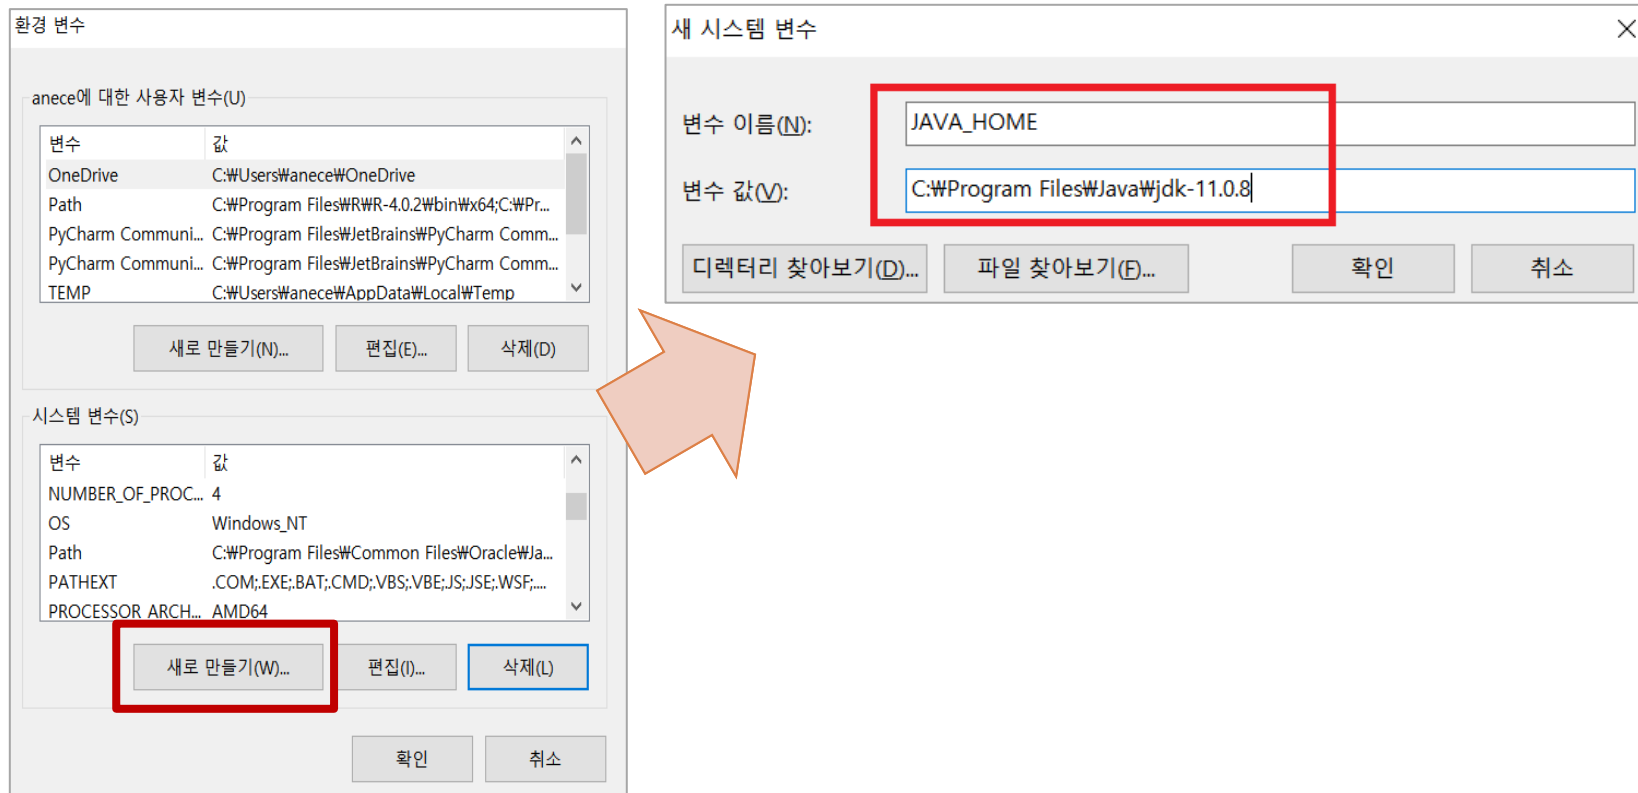 환경 변수
anece에 대한 사용자 변수(U)
변수 값
OneDrive C:₩Users₩anece₩OneDrive
Path C:₩Program Files₩R₩R-4.0.2₩bin₩x64;C:₩Pr...
PyCharm Communi... C:₩Program Files₩JetBrains₩PyCharm Comm...
PyCharm Communi... C:₩Program Files₩JetBrains₩PyCharm Comm...
TEMP C:₩Users₩anece₩AppData₩Local₩Temp
새로 만들기(N)... 편집(E)... 삭제(D)
시스템 변수(S)
변수 값
NUMBER_OF_PROC... 4
OS Windows_NT
Path C:₩Program Files₩Common Files₩Oracle₩Ja...
PATHEXT .COM;.EXE;.BAT;.CMD;.VBS;.VBE;.JS;.JSE;.WSF;....
PROCESSOR ARCH... AMD64
새로 만들기(W)... 편집(I)... 삭제(L)
확인 취소
새 시스템 변수
변수 이름(N): JAVA_HOME
변수 값(V): C:₩Program Files₩Java₩jdk-11.0.8
디렉터리 찾아보기(D)... 파일 찾아보기(F)... 확인 취소